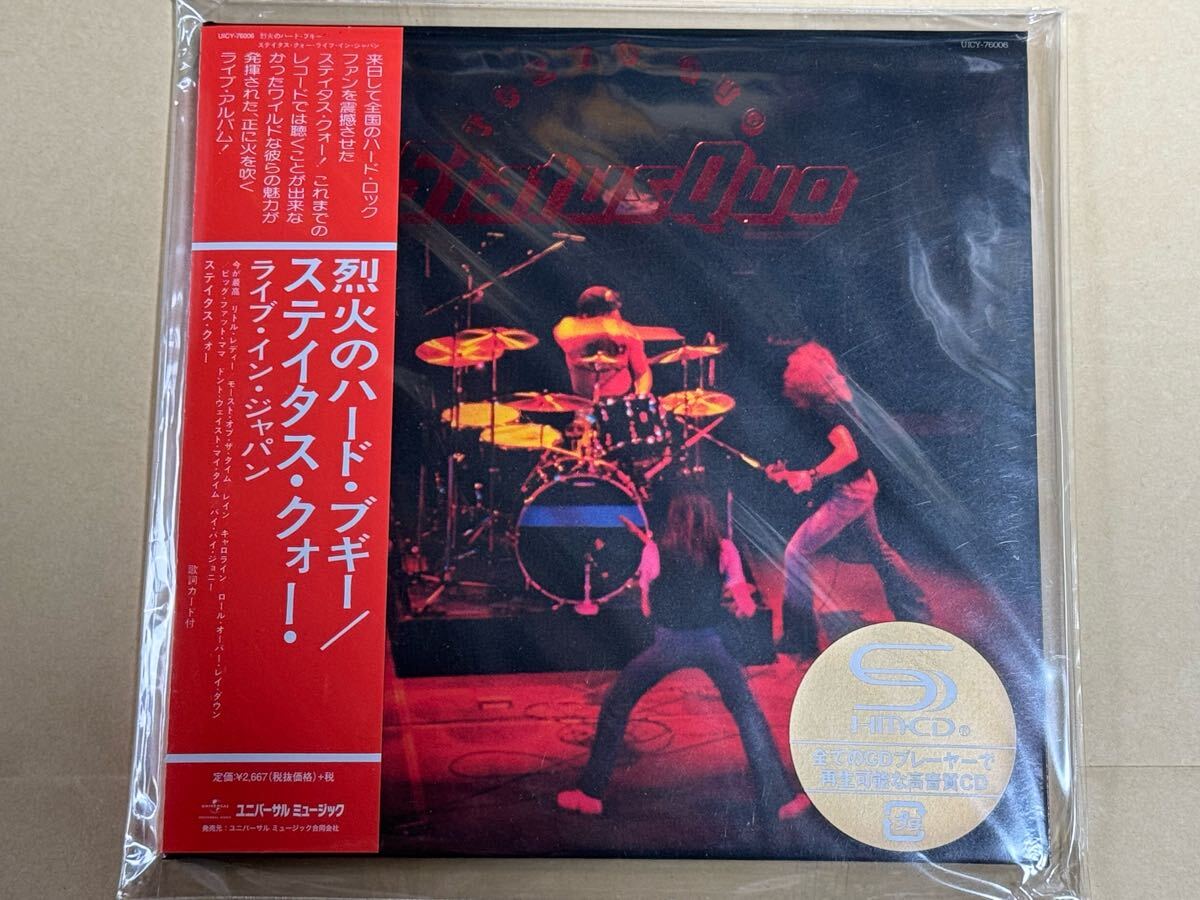 UICY-76006 烈火のハード・ブギー
ステイタス・クォー・ライブ・イン・ジャパン
来日して全国のハード・ロック
ファンを震撼させた
ステイタス・クォー! これまでの
レコードでは聴くことが出来な
かったワイルドな彼らの魅力が
発揮された、正に火を吹く
ライブ・アルバム!
烈火のハード・ブギー/
ステイタス・クォー・
ライブ・イン・ジャパン
今が最高 リトル・レディー モースト・オブ・ザ・タイム レイン キャロライン ロール・オーバー・レイ・ダウン
ビッグ・ファット・ママ ドント・ウェイスト・マイ・タイム バイ・バイ・ジョニー
ステイタス・クォー
歌詞カード付
定価:¥2,667(税抜価格)+税
UNIVERSAL
UNIVERSAL MUSIC
ユニバーサル ミュージック
発売元:ユニバーサル ミュージック合同会社
UICY-76006
STATUS QUO
StatusQuo
SHM-CD®
全てのCDプレーヤーで
再生可能な高音質CD